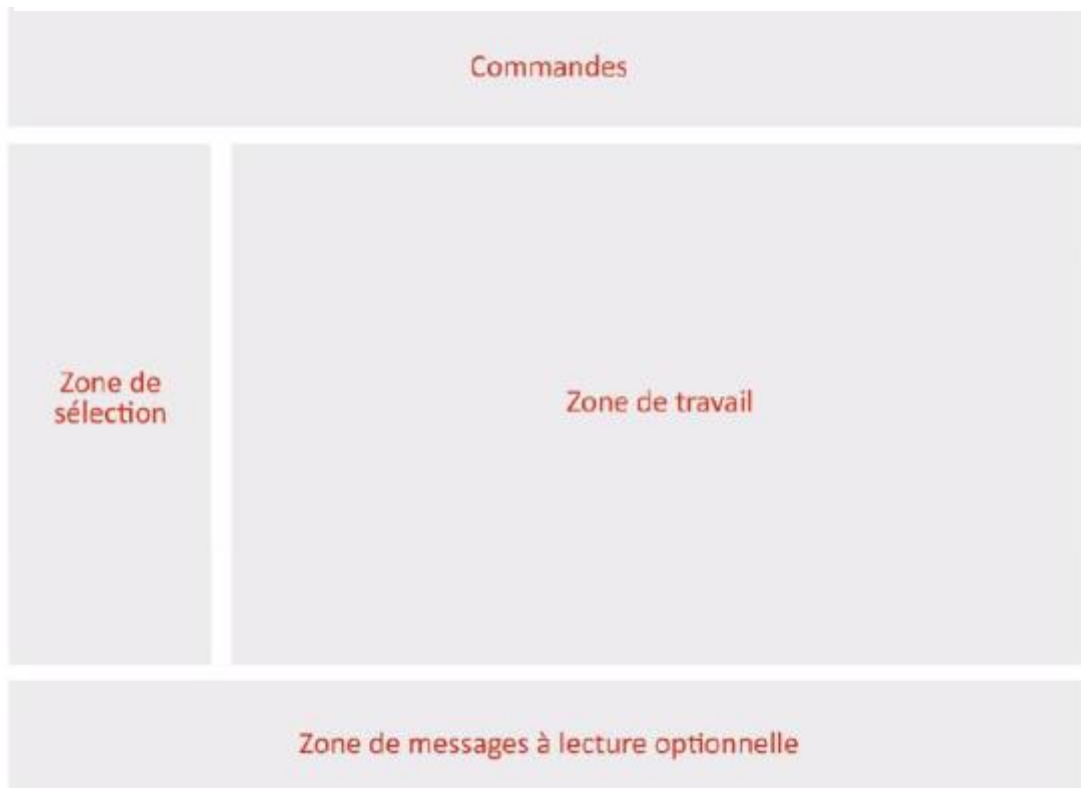 Commandes
Zone de
sélection
Zone de travail
Zone de messages à lecture optionnelle